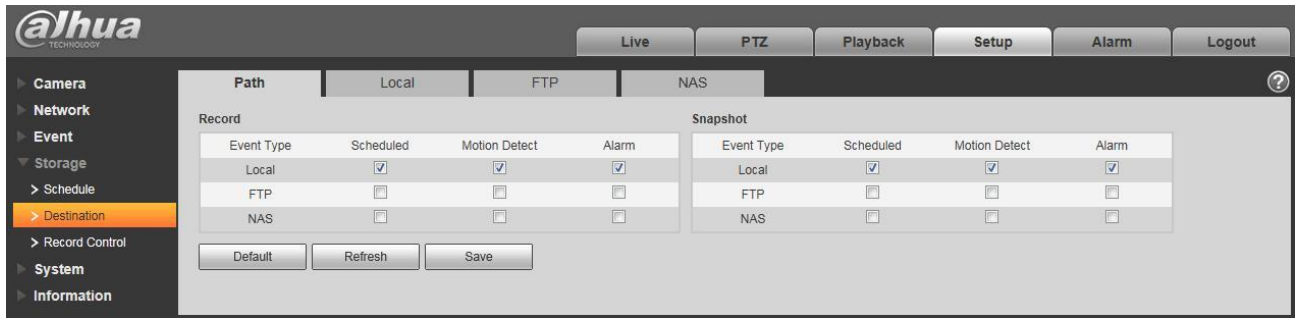 alhua
TECHNOLOGY
Live PTZ Playback Setup Alarm Logout
Camera
Network
Event
Storage
> Schedule
> Destination
> Record Control
System
Information
Path Local FTP NAS ?
Record
Event Type Scheduled Motion Detect Alarm
Local
FTP
NAS
Snapshot
Event Type Scheduled Motion Detect Alarm
Local
FTP
NAS
Default Refresh Save